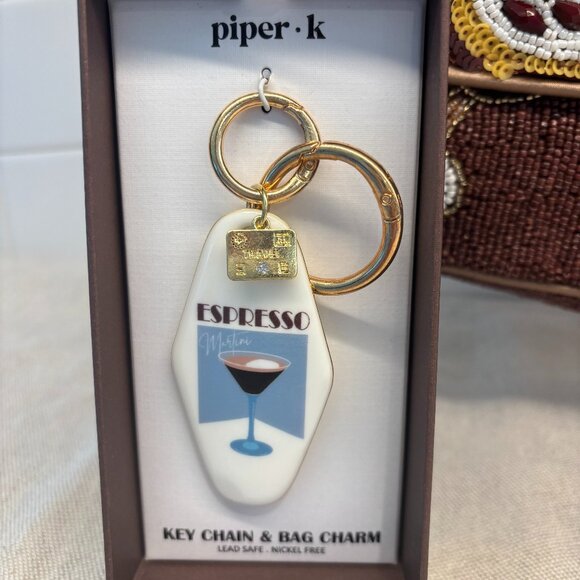 piper·k
ESPRESSO
Martini
KEY CHAIN & BAG CHARM
LEAD SAFE . NICKEL FREE